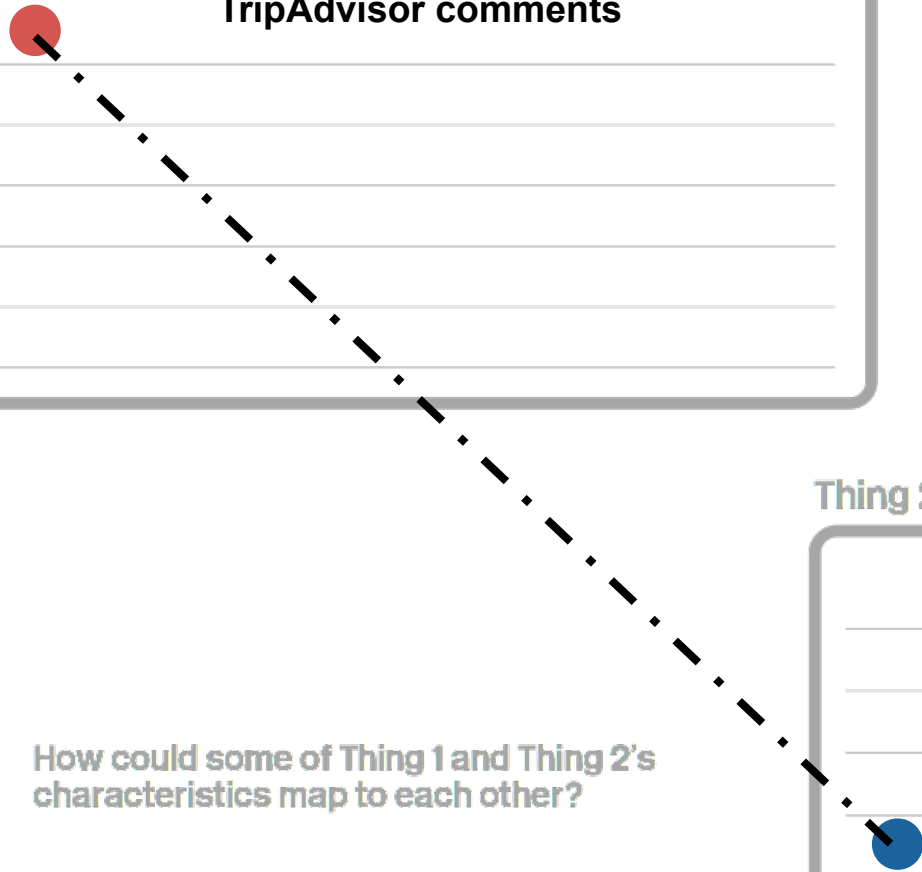 TripAdvisor comments
Thing
How could some of Thing 1 and Thing 2's
characteristics map to each other?